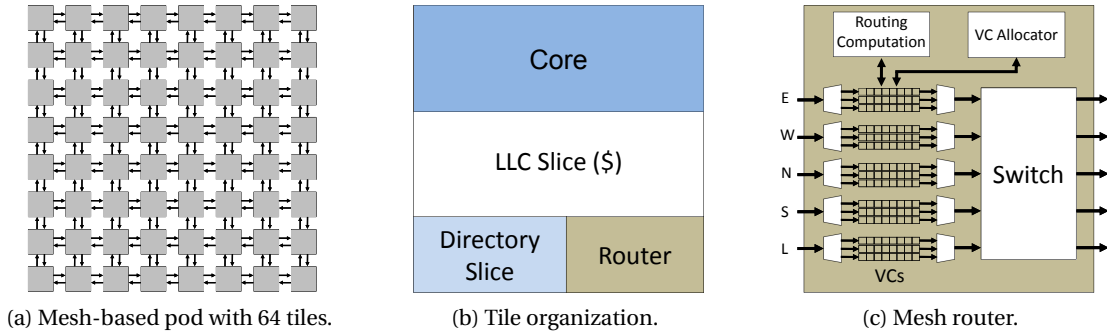 Core
LLC Slice ($)
Directory
Slice
Router
Routing
Computation
VC Allocator
E
W
N
S
L
Switch
VCs
(a) Mesh-based pod with 64 tiles.
(b) Tile organization.
(c) Mesh router.